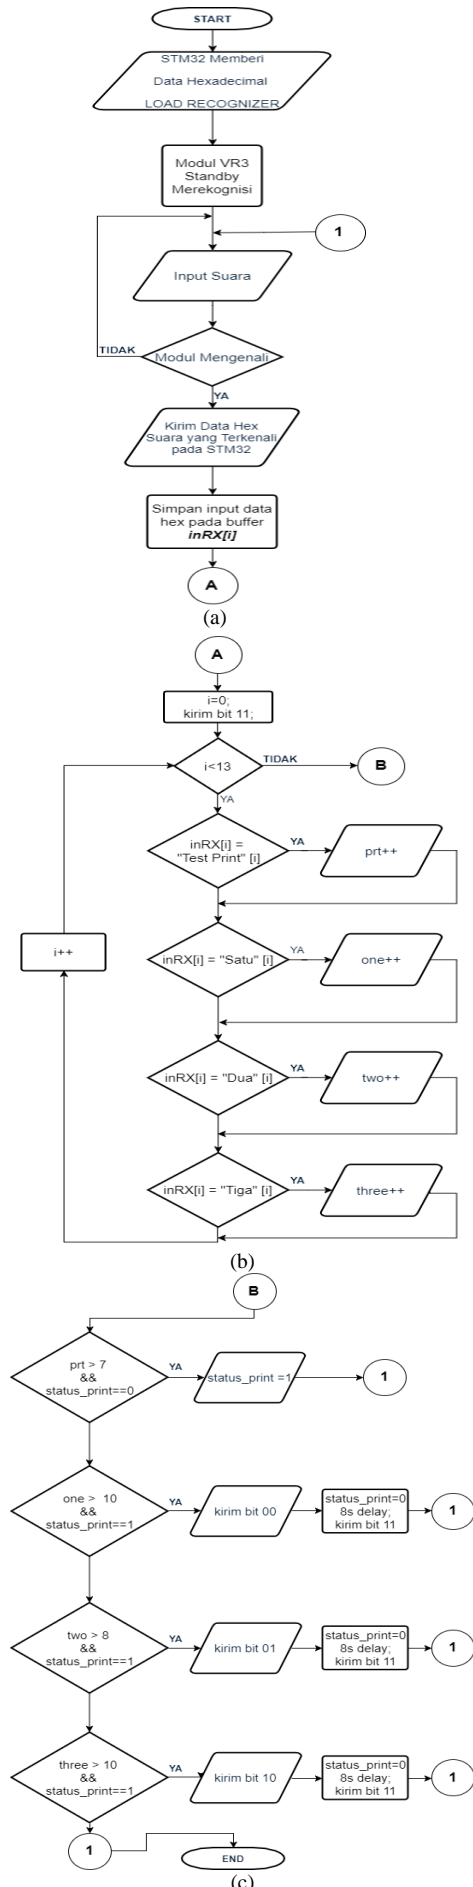 START
STM32 Memberi
Data Hexadecimal
LOAD RECOGNIZER
Modul VR3
Standby
Merekognisi
1
Input Suara
TIDAK
Modul Mengenali
YA
Kirim Data Hex
Suara yang Terkenali
pada STM32
Simpan input data
hex pada buffer
inRX[i]
A
(a)
A
i=0;
kirim bit 11;
i<13
TIDAK
B
YA
inRX[i] =
"Test Print" [i]
YA
prt++
i++
inRX[i] = "Satu" [i]
YA
one++
inRX[i] = "Dua" [i]
YA
two++
inRX[i] = "Tiga" [i]
YA
three++
(b)
B
prt > 7
&&
status_print==0
YA
status_print =1
1
one > 10
&&
status_print==1
YA
kirim bit 00
status_print=0
8s delay;
kirim bit 11
1
two > 8
&&
status_print==1
YA
kirim bit 01
status_print=0
8s delay;
kirim bit 11
1
three > 10
&&
status_print==1
YA
kirim bit 10
status_print=0
8s delay;
kirim bit 11
1
1
END
(c)